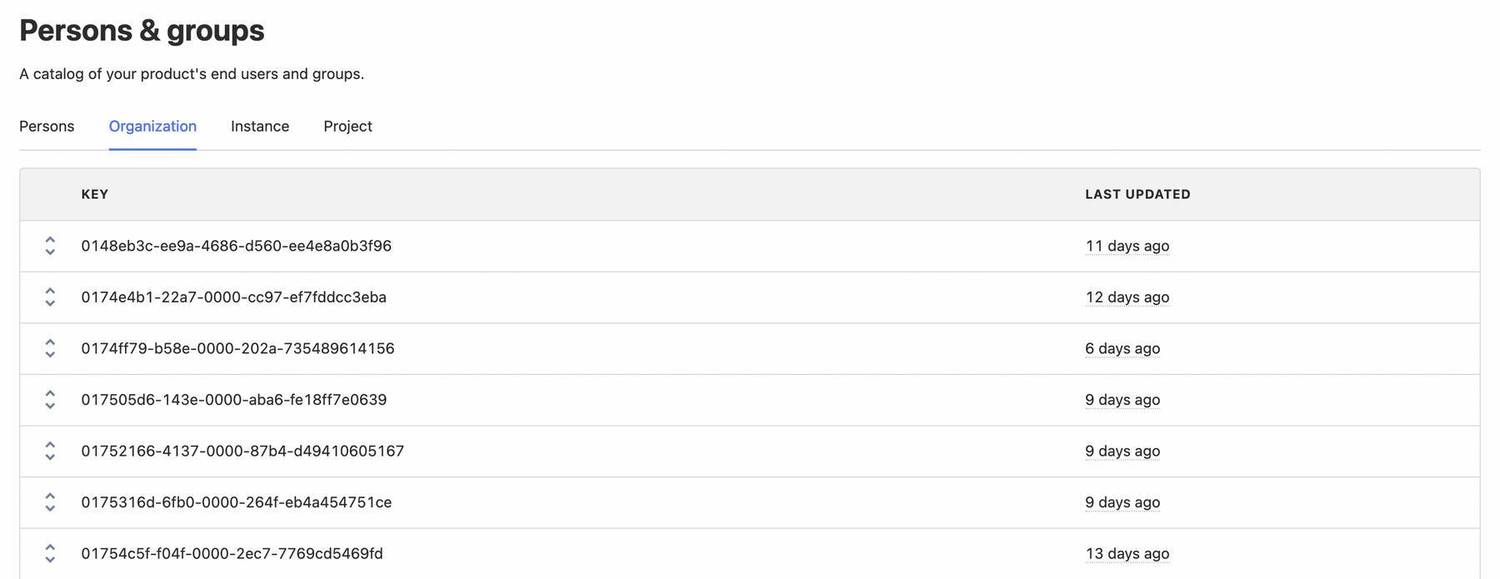 Persons & groups
A catalog of your product's end users and groups.
Persons Organization Instance Project
KEY LAST UPDATED
0148eb3c-ee9a-4686-d560-ee4e8a0b3f96 11 days ago
0174e4b1-22a7-0000-cc97-ef7fddcc3eba 12 days ago
0174ff79-b58e-0000-202a-735489614156 6 days ago
017505d6-143e-0000-aba6-fe18ff7e0639 9 days ago
01752166-4137-0000-87b4-d49410605167 9 days ago
0175316d-6fb0-0000-264f-eb4a454751ce 9 days ago
01754c5f-f04f-0000-2ec7-7769cd5469fd 13 days ago